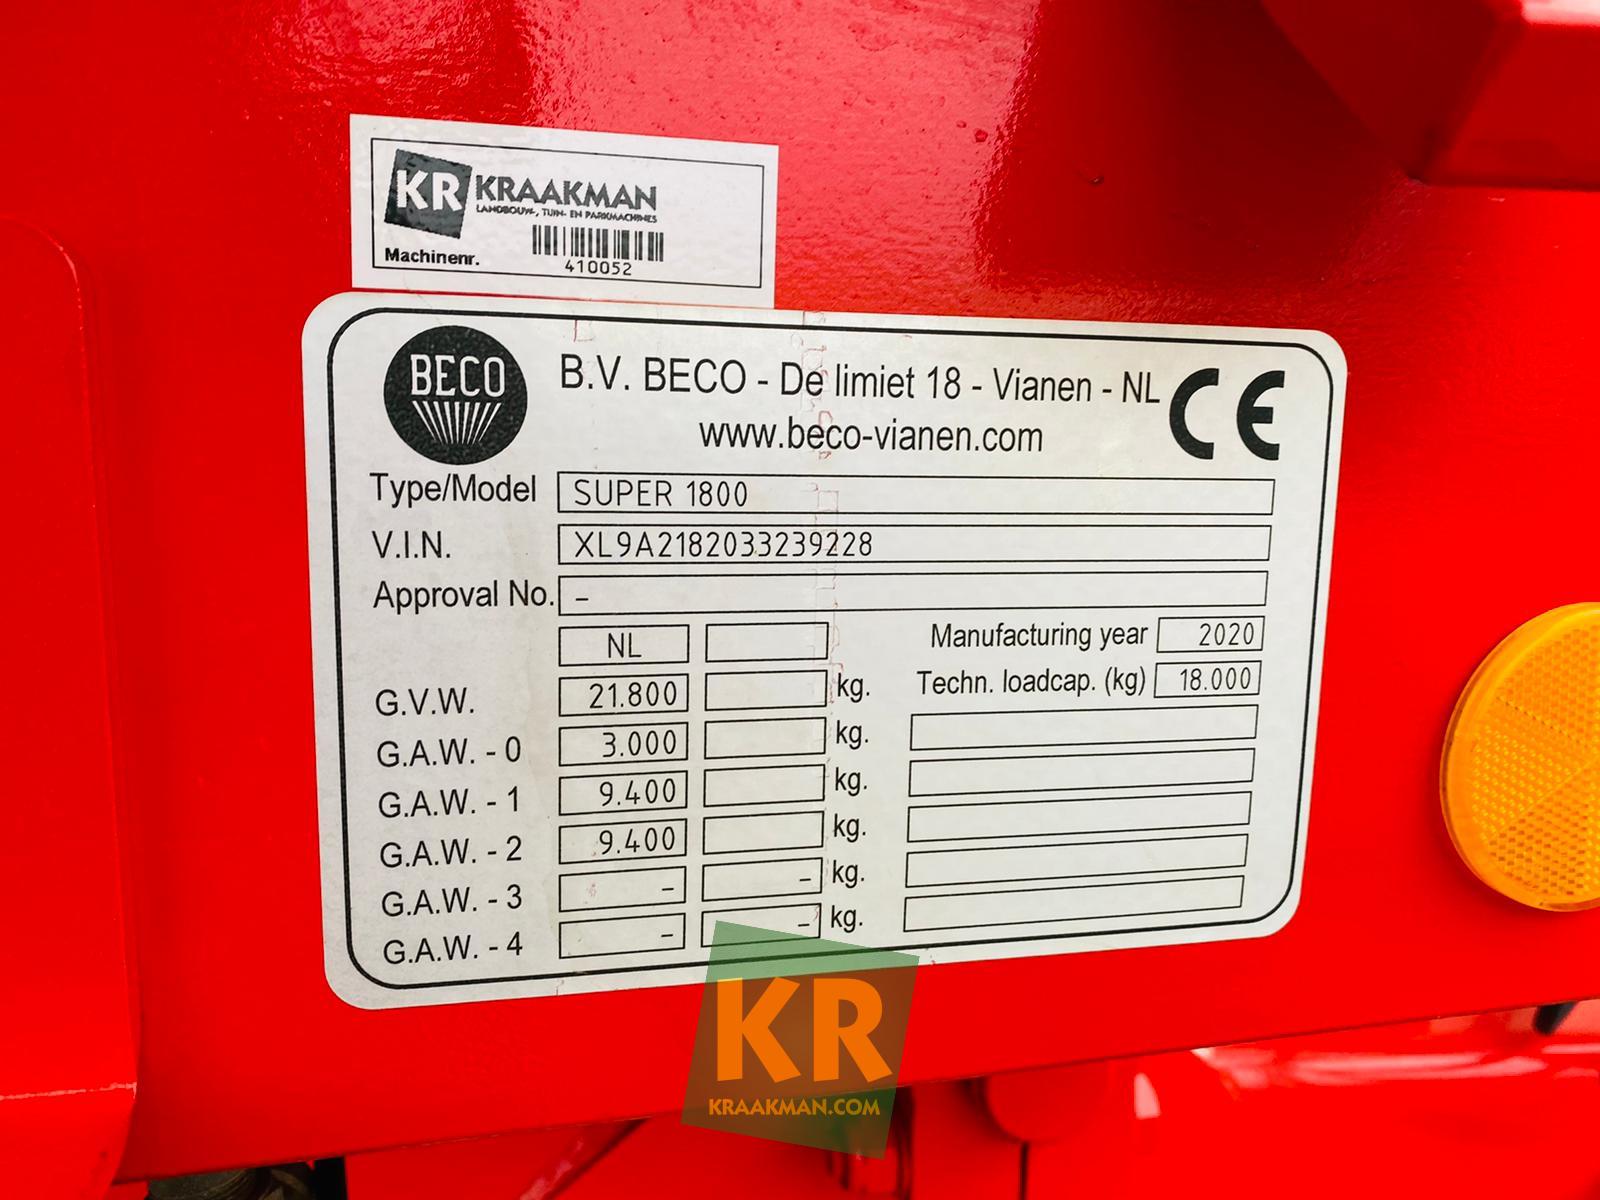 KR KRAAKMAN
LANDBOUW-, TUIN- EN PARKMACHINES
Machinenr.
410052
BECO
B.V. BECO - De limiet 18 - Vianen - NL CE
www.beco-vianen.com
Type/Model SUPER 1800
V.I.N. XL9A2182033239228
Approval No. -
NL Manufacturing year 2020
G.V.W. 21.800 kg. Techn. loadcap. (kg) 18.000
G.A.W. - 0 3.000 kg.
G.A.W. - 1 9.400 kg.
G.A.W. - 2 9.400 kg.
G.A.W. - 3 - - kg.
G.A.W. - 4 - - kg.
KR
KRAAKMAN.COM